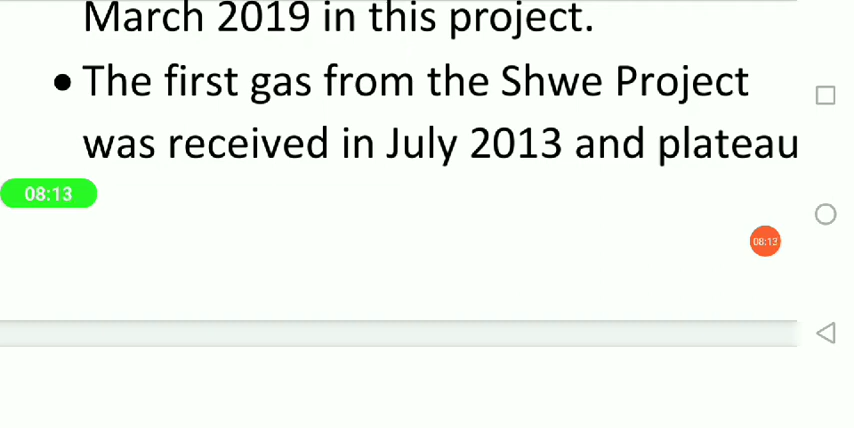 March 2019 in this project.
• The first gas from the Shwe Project
was received in July 2013 and plateau
08:13
08:13